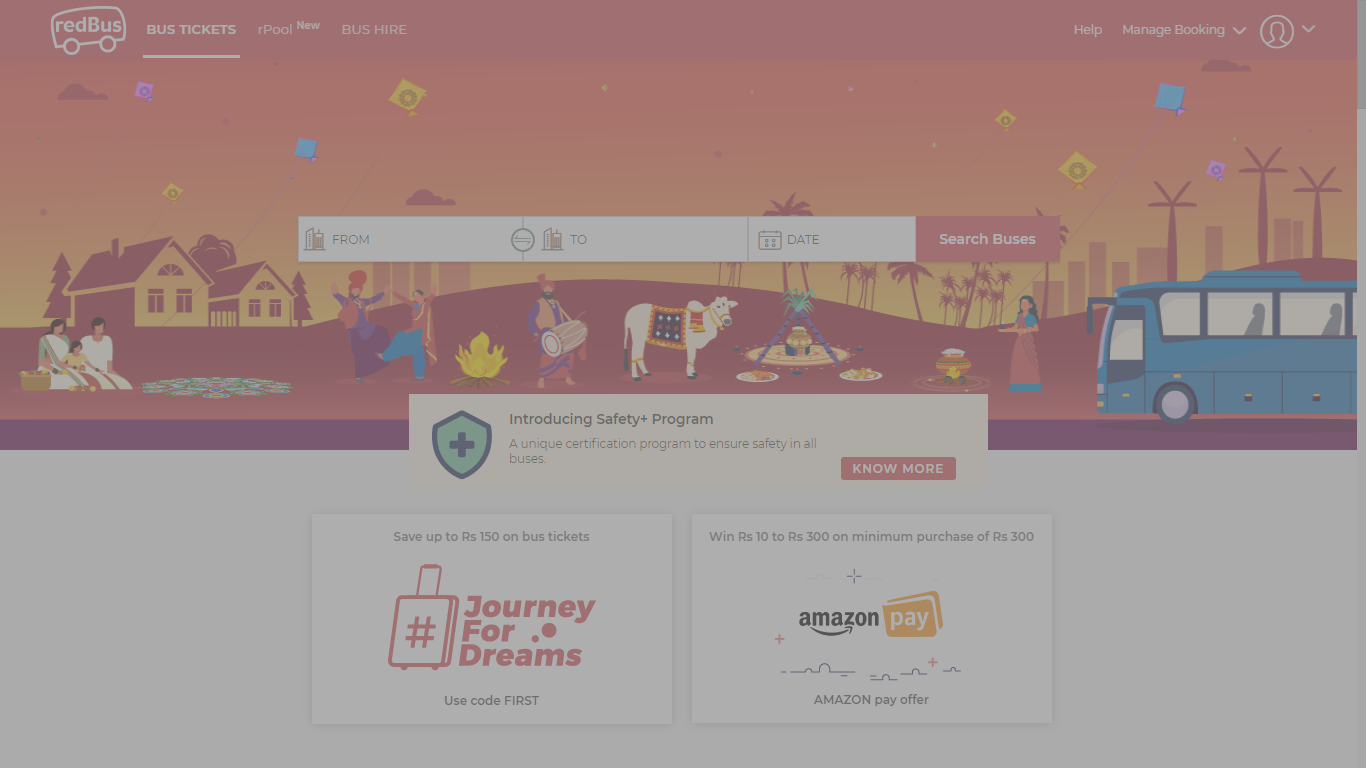 redBus
BUS TICKETS
rPool New
BUS HIRE
Help
Manage Booking
FROM
TO
DATE
Search Buses
Introducing Safety+ Program
A unique certification program to ensure safety in all
buses.
KNOW MORE
Save up to Rs 150 on bus tickets
# Journey
For
Dreams
Use code FIRST
Win Rs 10 to Rs 300 on minimum purchase of Rs 300
amazon pay
AMAZON pay offer